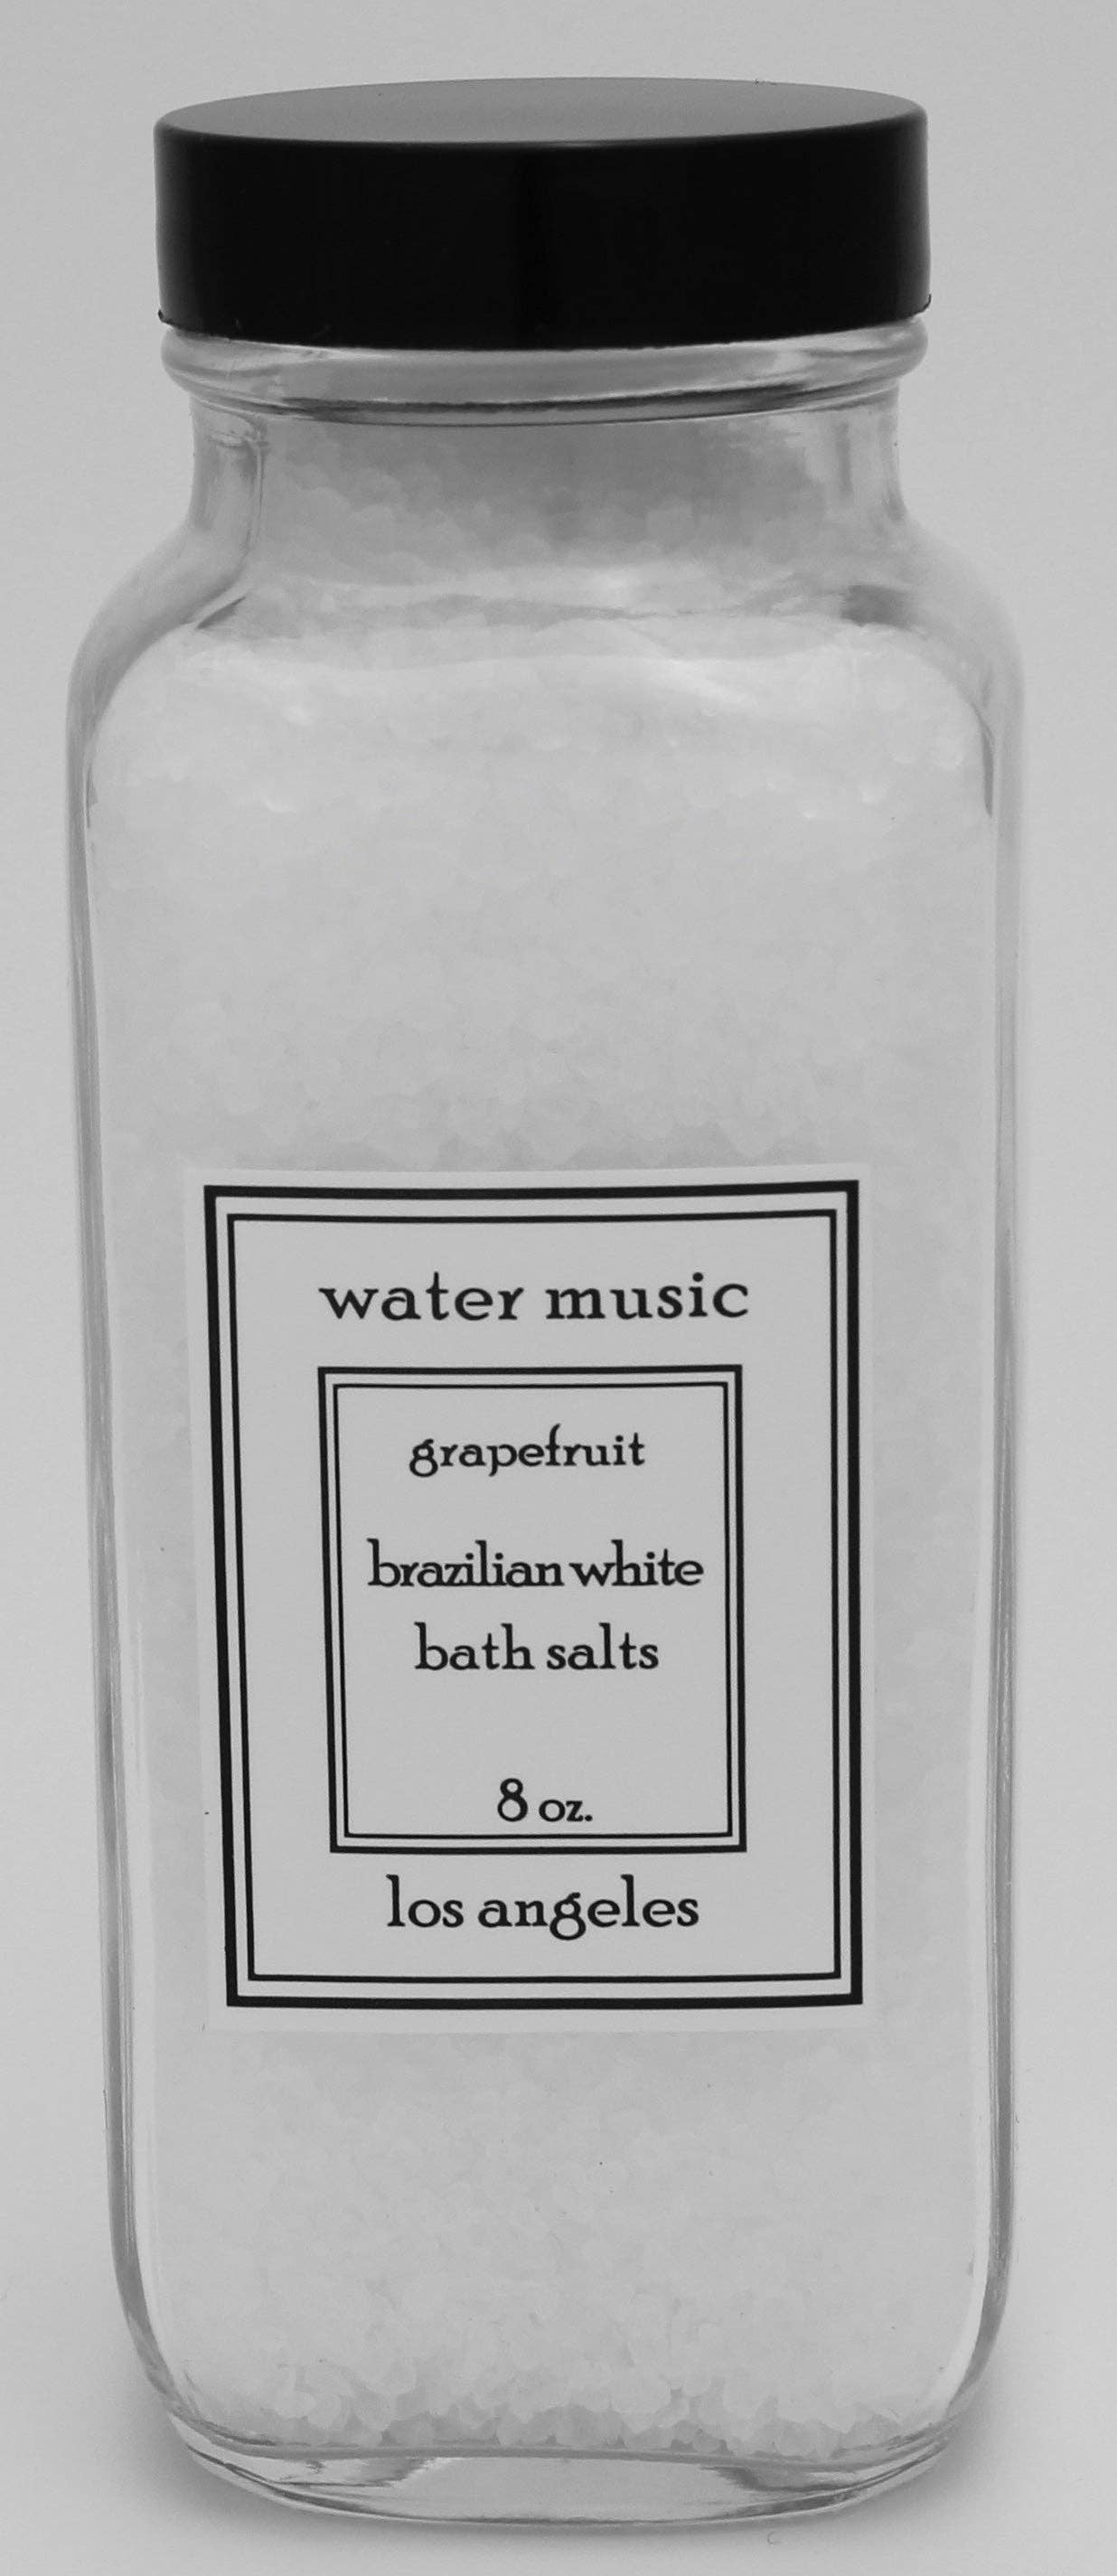 water music
grapefruit
brazilian white
bath salts
8 oz.
los angeles